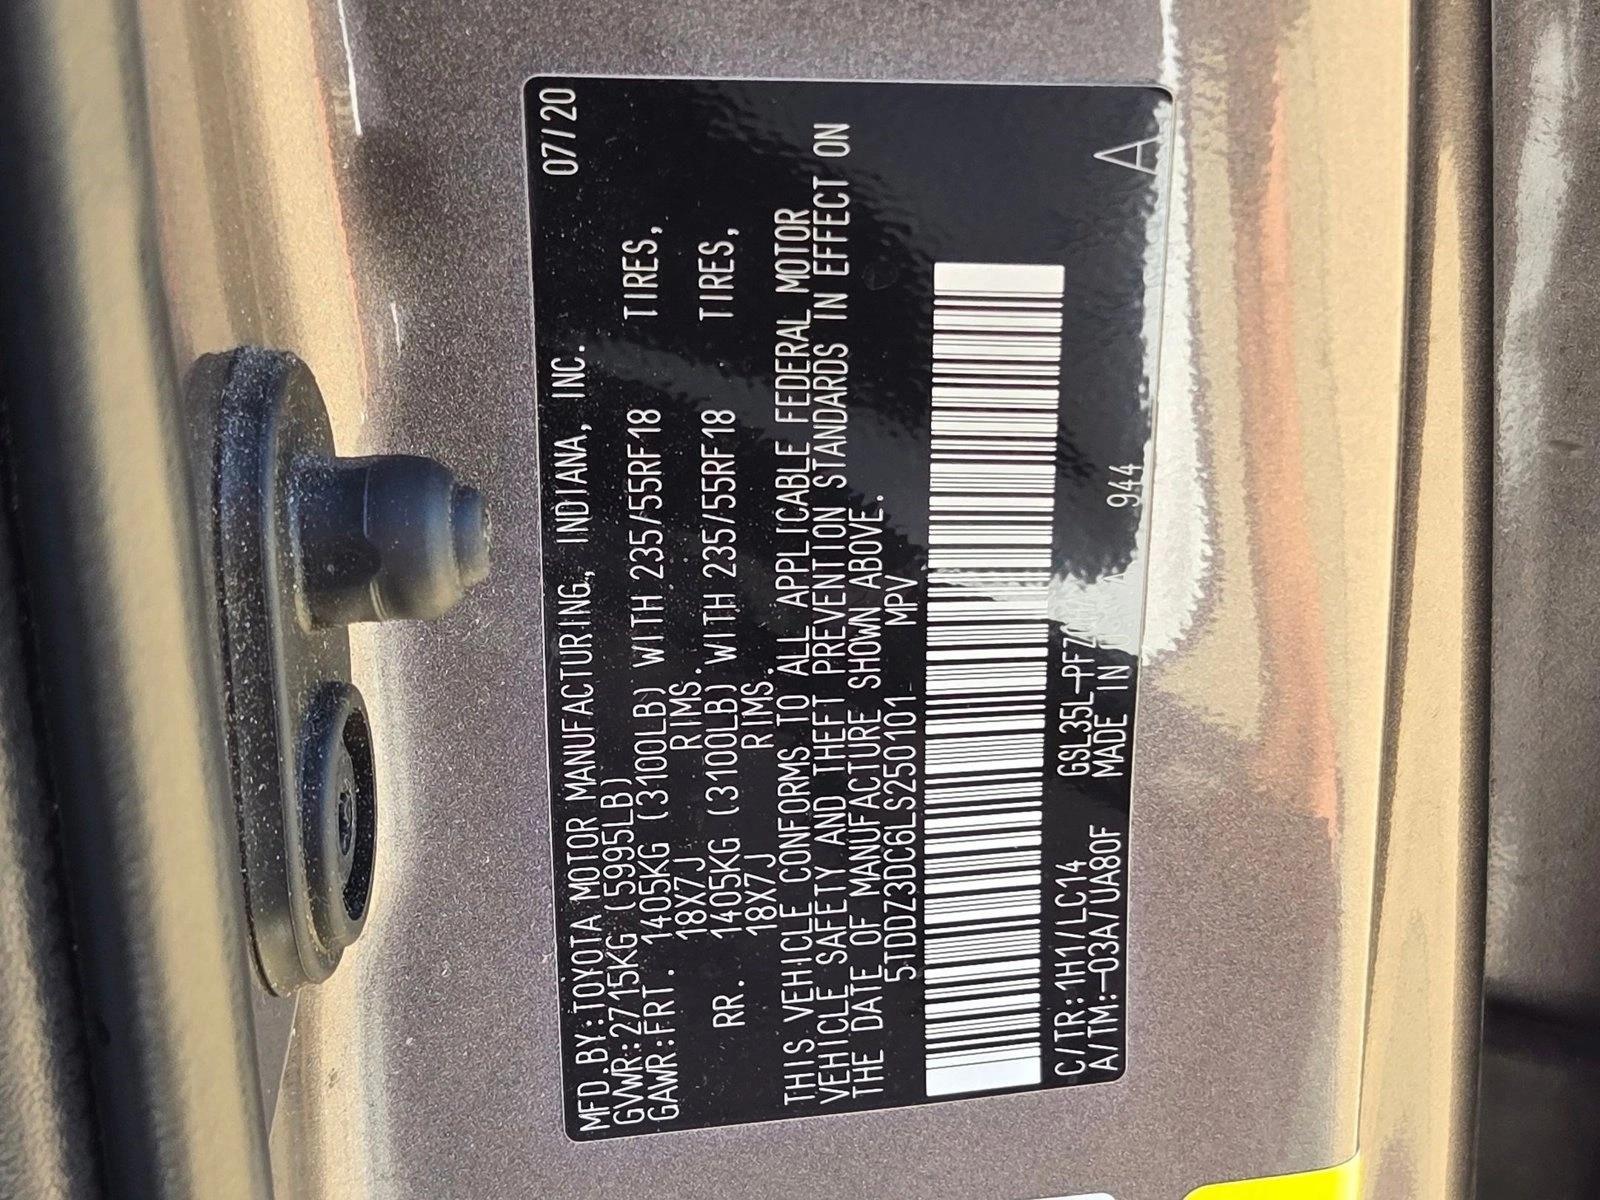 MFD.BY:TOYOTA MOTOR MANUFACTURING, INDIANA, INC. 07/20
GVWR:2715KG (5995LB)
GAWR:FRT. 1405KG (3100LB) WITH 235/55RF18 TIRES,
18X7J RIMS.
RR. 1405KG (3100LB) WITH 235/55RF18 TIRES,
18X7J RIMS.
THIS VEHICLE CONFORMS TO ALL APPLICABLE FEDERAL MOTOR
VEHICLE SAFETY AND THEFT PREVENTION STANDARDS IN EFFECT ON
THE DATE OF MANUFACTURE SHOWN ABOVE.
5TDDZ3DC6LS250101 MPV
C/TR:1H1/LC14
A/TM:-03A/UA80F MADE IN 944 A